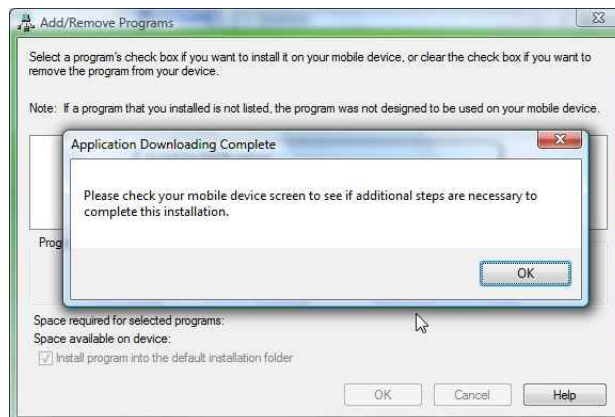 Add/Remove Programs
Select a program's check box if you want to install it on your mobile device, or clear the check box if you want to
remove the program from your device.
Note: If a program that you installed is not listed, the program was not designed to be used on your mobile device.
Application Downloading Complete
Please check your mobile device screen to see if additional steps are necessary to
complete this installation.
OK
Space required for selected programs:
Space available on device:
Install program into the default installation folder
OK
Cancel
Help